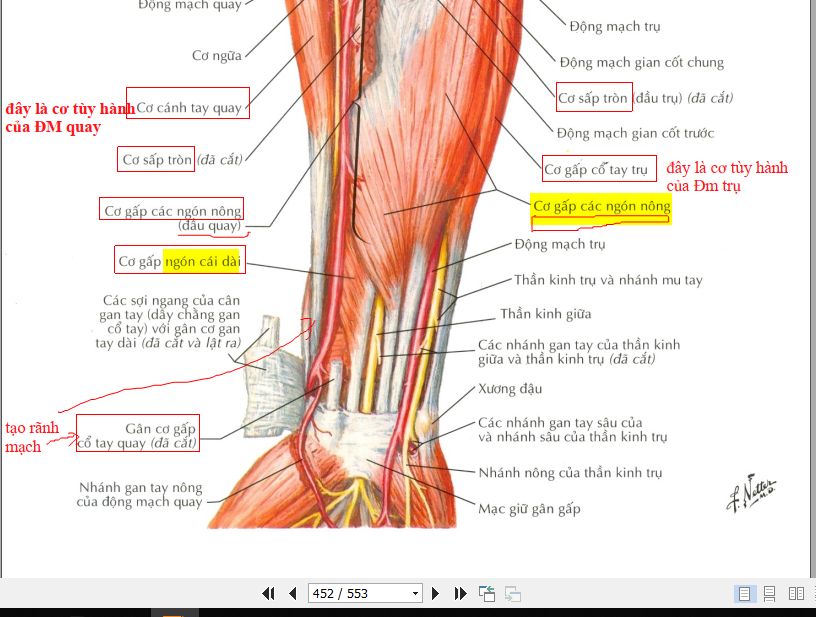 Động mạch quay
Cơ ngữa
đây là cơ tùy hành
của ĐM quay
Cơ cánh tay quay
Cơ sấp tròn (đã cắt)
Cơ gấp các ngón nông
(đầu quay)
Cơ gấp ngón cái dài
Các sợi ngang của cân
gan tay (dây chằng gan
cổ tay) với gân cơ gan
tay dài (đã cắt và lật ra)
tạo rãnh
mạch
Gân cơ gấp
cổ tay quay (đã cắt)
Nhánh gan tay nông
của động mạch quay
Động mạch trụ
Động mạch gian cốt chung
Cơ sấp tròn (đầu trụ) (đã cắt)
Động mạch gian cốt trước
Cơ gấp cổ tay trụ
đây là cơ tùy hành
của Đm trụ
Cơ gấp các ngón nông
Động mạch trụ
Thần kinh trụ và nhánh mu tay
Thần kinh giữa
Các nhánh gan tay của thần kinh
giữa và thần kinh trụ (đã cắt)
Xương đậu
Các nhánh gan tay sâu của
và nhánh sâu của thần kinh trụ
Nhánh nông của thần kinh trụ
Mạc giữ gân gấp
F. Netter
M.D.
452 / 553